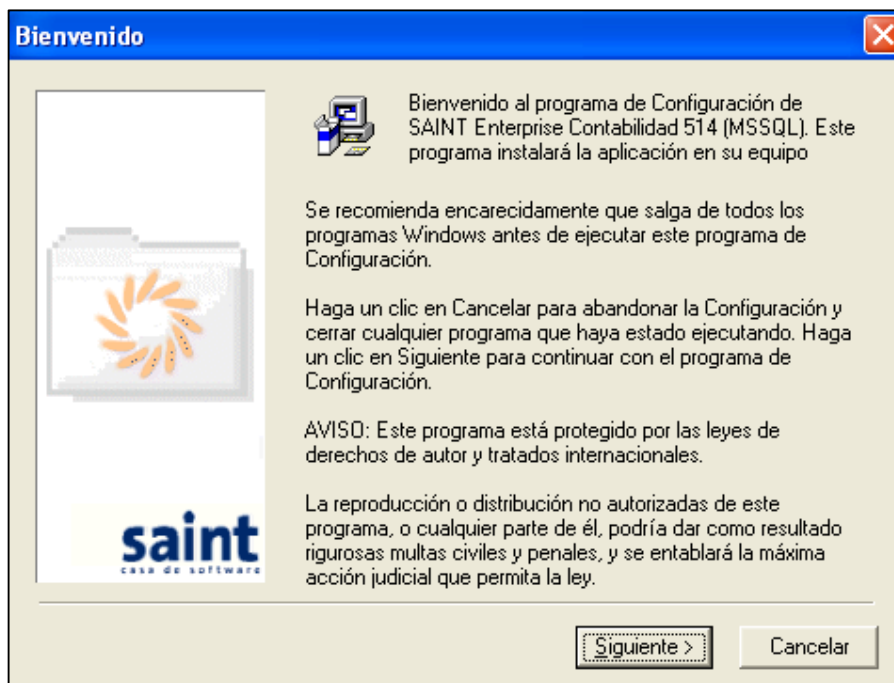 Bienvenido
Bienvenido al programa de Configuración de
SAINT Enterprise Contabilidad 514 (MSSQL). Este
programa instalará la aplicación en su equipo
Se recomienda encarecidamente que salga de todos los
programas Windows antes de ejecutar este programa de
Configuración.
Haga un clic en Cancelar para abandonar la Configuración y
cerrar cualquier programa que haya estado ejecutando. Haga
un clic en Siguiente para continuar con el programa de
Configuración.
AVISO: Este programa está protegido por las leyes de
derechos de autor y tratados internacionales.
La reproducción o distribución no autorizadas de este
programa, o cualquier parte de él, podría dar como resultado
rigurosas multas civiles y penales, y se entablará la máxima
acción judicial que permita la ley.
saint
casa de software
Siguiente >
Cancelar